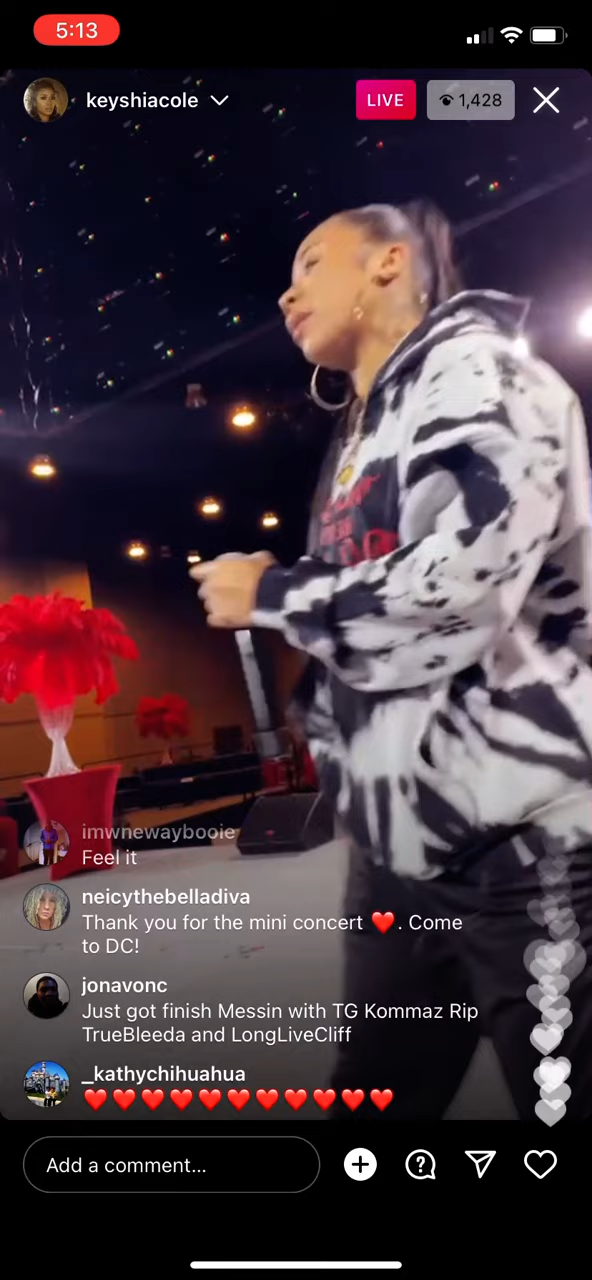 5:13
keyshiacole
LIVE
1,428
imwnewaybooie
Feel it
neicythebelladiva
Thank you for the mini concert ❤️. Come
to DC!
jonavonc
Just got finish Messin with TG Kommaz Rip
TrueBleeda and LongLiveCliff
_kathychihuahua
❤️❤️❤️❤️❤️❤️❤️❤️❤️❤️❤️
Add a comment...